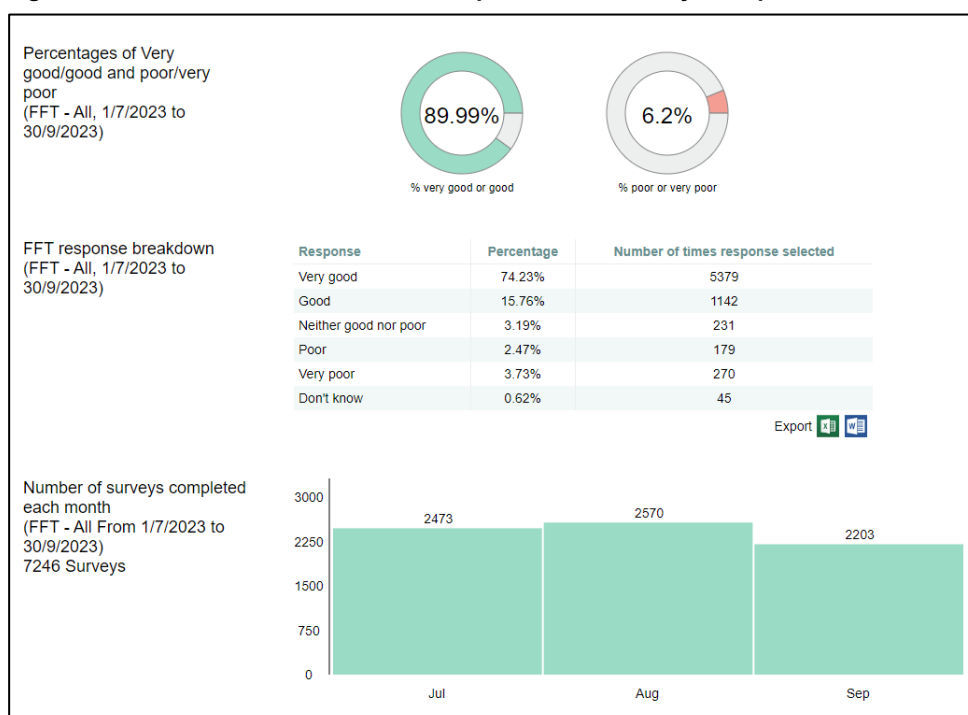 Percentages of Very
good/good and poor/very
poor
(FFT - All, 1/7/2023 to
30/9/2023)
89.99%
6.2%
% very good or good
% poor or very poor
FFT response breakdown
(FFT - All, 1/7/2023 to
30/9/2023)
Response Percentage Number of times response selected
Very good 74.23% 5379
Good 15.76% 1142
Neither good nor poor 3.19% 231
Poor 2.47% 179
Very poor 3.73% 270
Don't know 0.62% 45
Export
Number of surveys completed
each month
(FFT - All From 1/7/2023 to
30/9/2023)
7246 Surveys
3000
2250
1500
750
0
2473
2570
2203
Jul Aug Sep